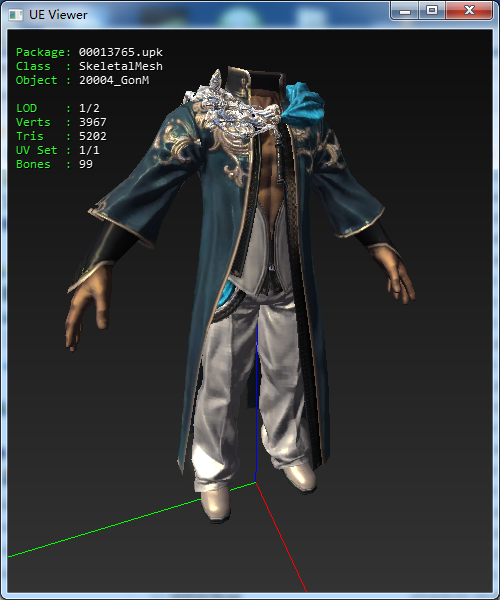 UE Viewer
Package: 00013765.upk
Class : SkeletalMesh
Object : 20004_GonM
LOD : 1/2
Verts : 3967
Tris : 5202
UV Set : 1/1
Bones : 99